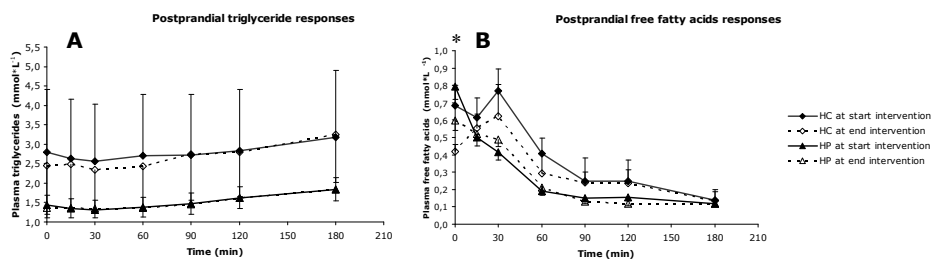 Postprandial triglyceride responses
A
Plasma triglycerides (mmol*L⁻¹)
5,5
5,0
4,5
4,0
3,5
3,0
2,5
2,0
1,5
1,0
0 30 60 90 120 150 180 210
Time (min)
Postprandial free fatty acids responses
* B
Plasma free fatty acids (mmol*L⁻¹)
1,0
0,9
0,8
0,7
0,6
0,5
0,4
0,3
0,2
0,1
0,0
0 30 60 90 120 150 180 210
Time (min)
HC at start intervention
HC at end intervention
HP at start intervention
HP at end intervention